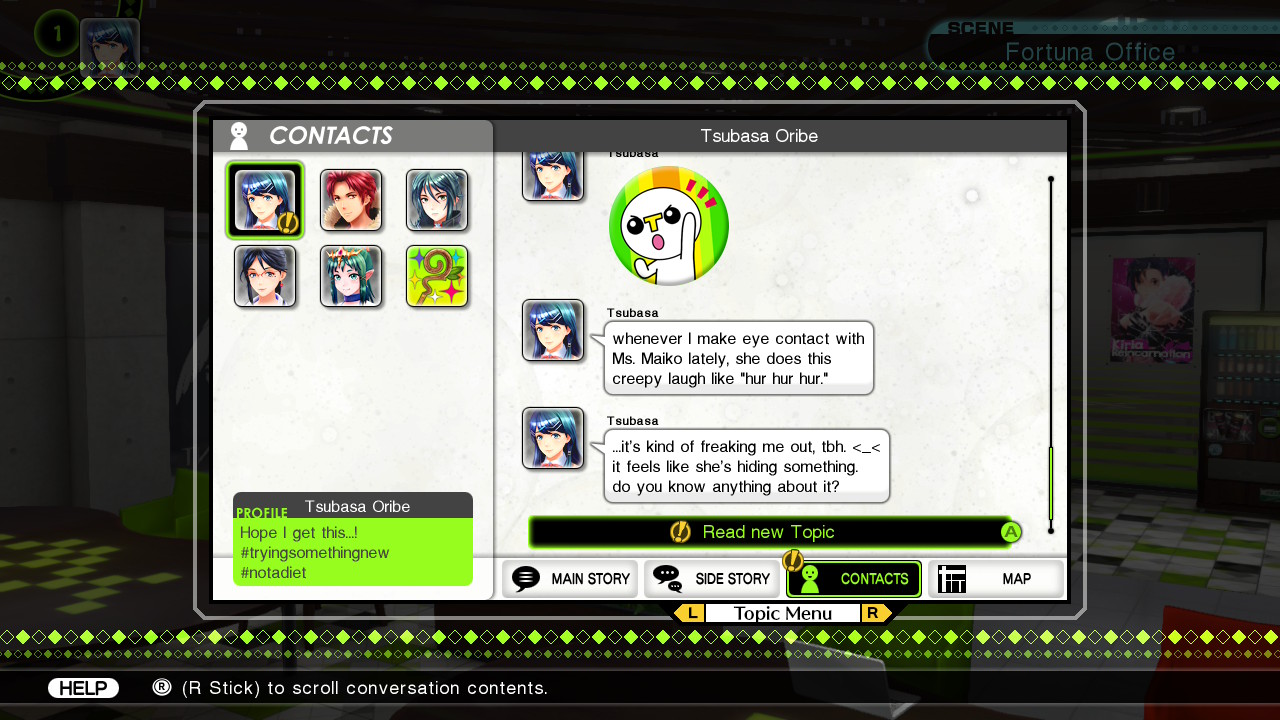 1
SCENE
Fortuna Office
CONTACTS
Tsubasa Oribe
Tsubasa
T
Tsubasa
whenever I make eye contact with
Ms. Maiko lately, she does this
creepy laugh like "hur hur hur."
Tsubasa
...it's kind of freaking me out, tbh. <_<
it feels like she's hiding something.
do you know anything about it?
Read new Topic
A
PROFILE
Tsubasa Oribe
Hope I get this...!
#tryingsomethingnew
#notadiet
MAIN STORY
SIDE STORY
CONTACTS
MAP
L
Topic Menu
R
Kiria
Reincarnation
HELP
R
(R Stick) to scroll conversation contents.